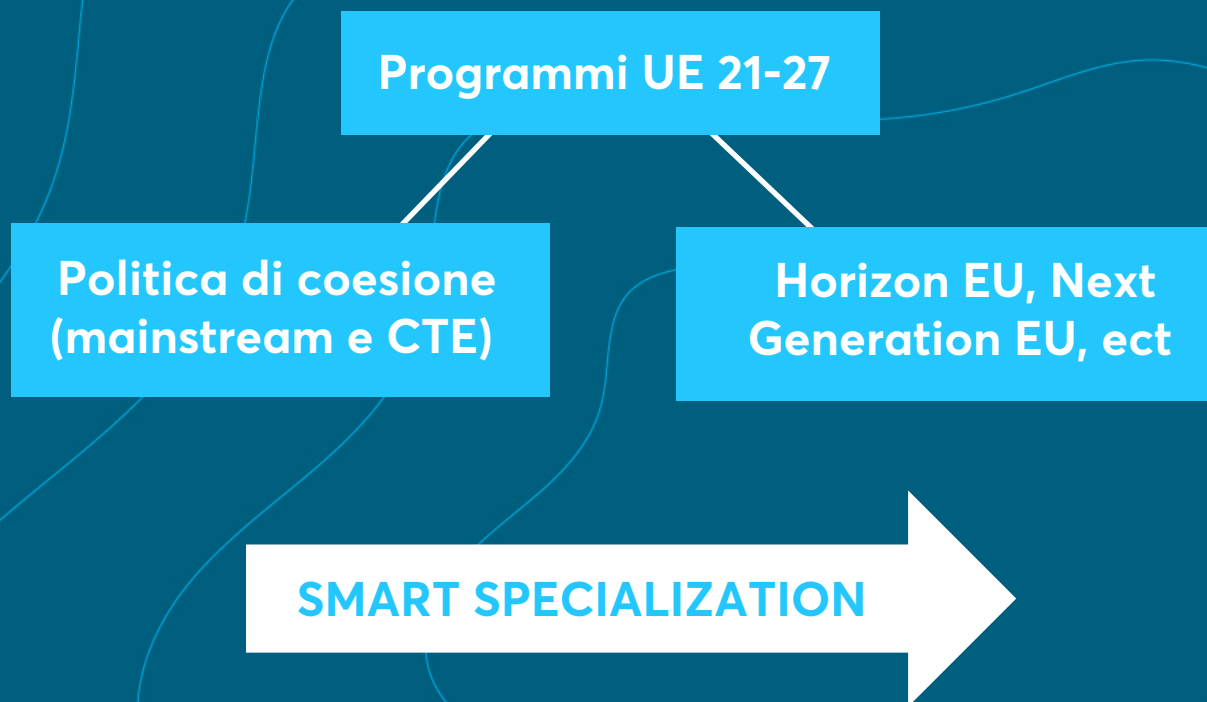 Programmi UE 21-27
Politica di coesione
(mainstream e CTE)
Horizon EU, Next
Generation EU, ect
SMART SPECIALIZATION